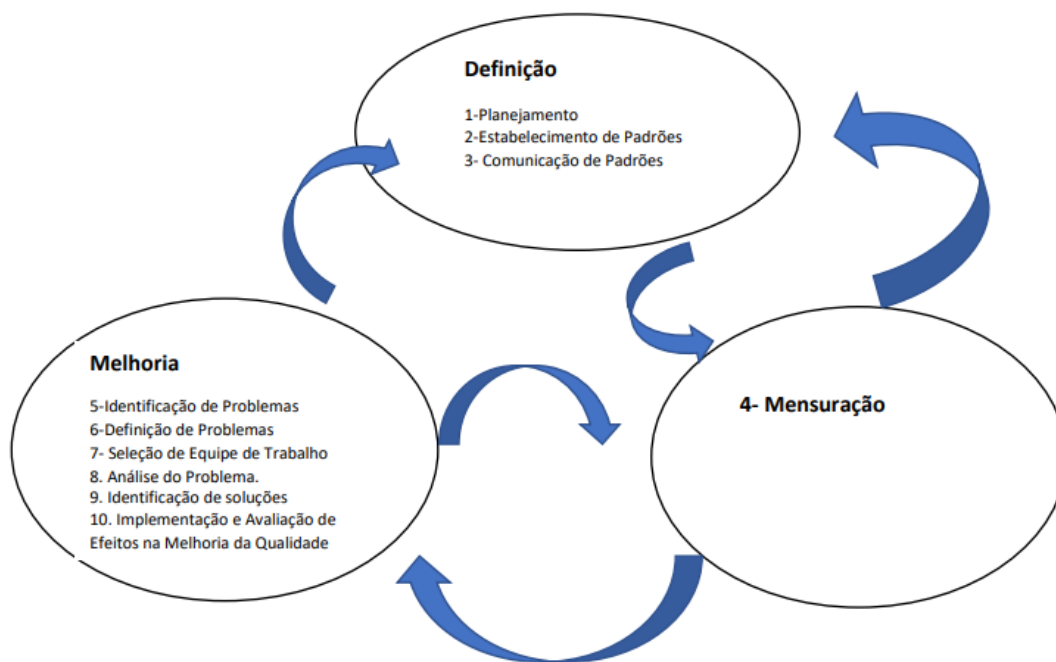 Definição
1-Planejamento
2-Estabelecimento de Padrões
3- Comunicação de Padrões
Melhoria
5-Identificação de Problemas
6-Definição de Problemas
7- Seleção de Equipe de Trabalho
8. Análise do Problema.
9. Identificação de soluções
10. Implementação e Avaliação de
Efeitos na Melhoria da Qualidade
4- Mensuração